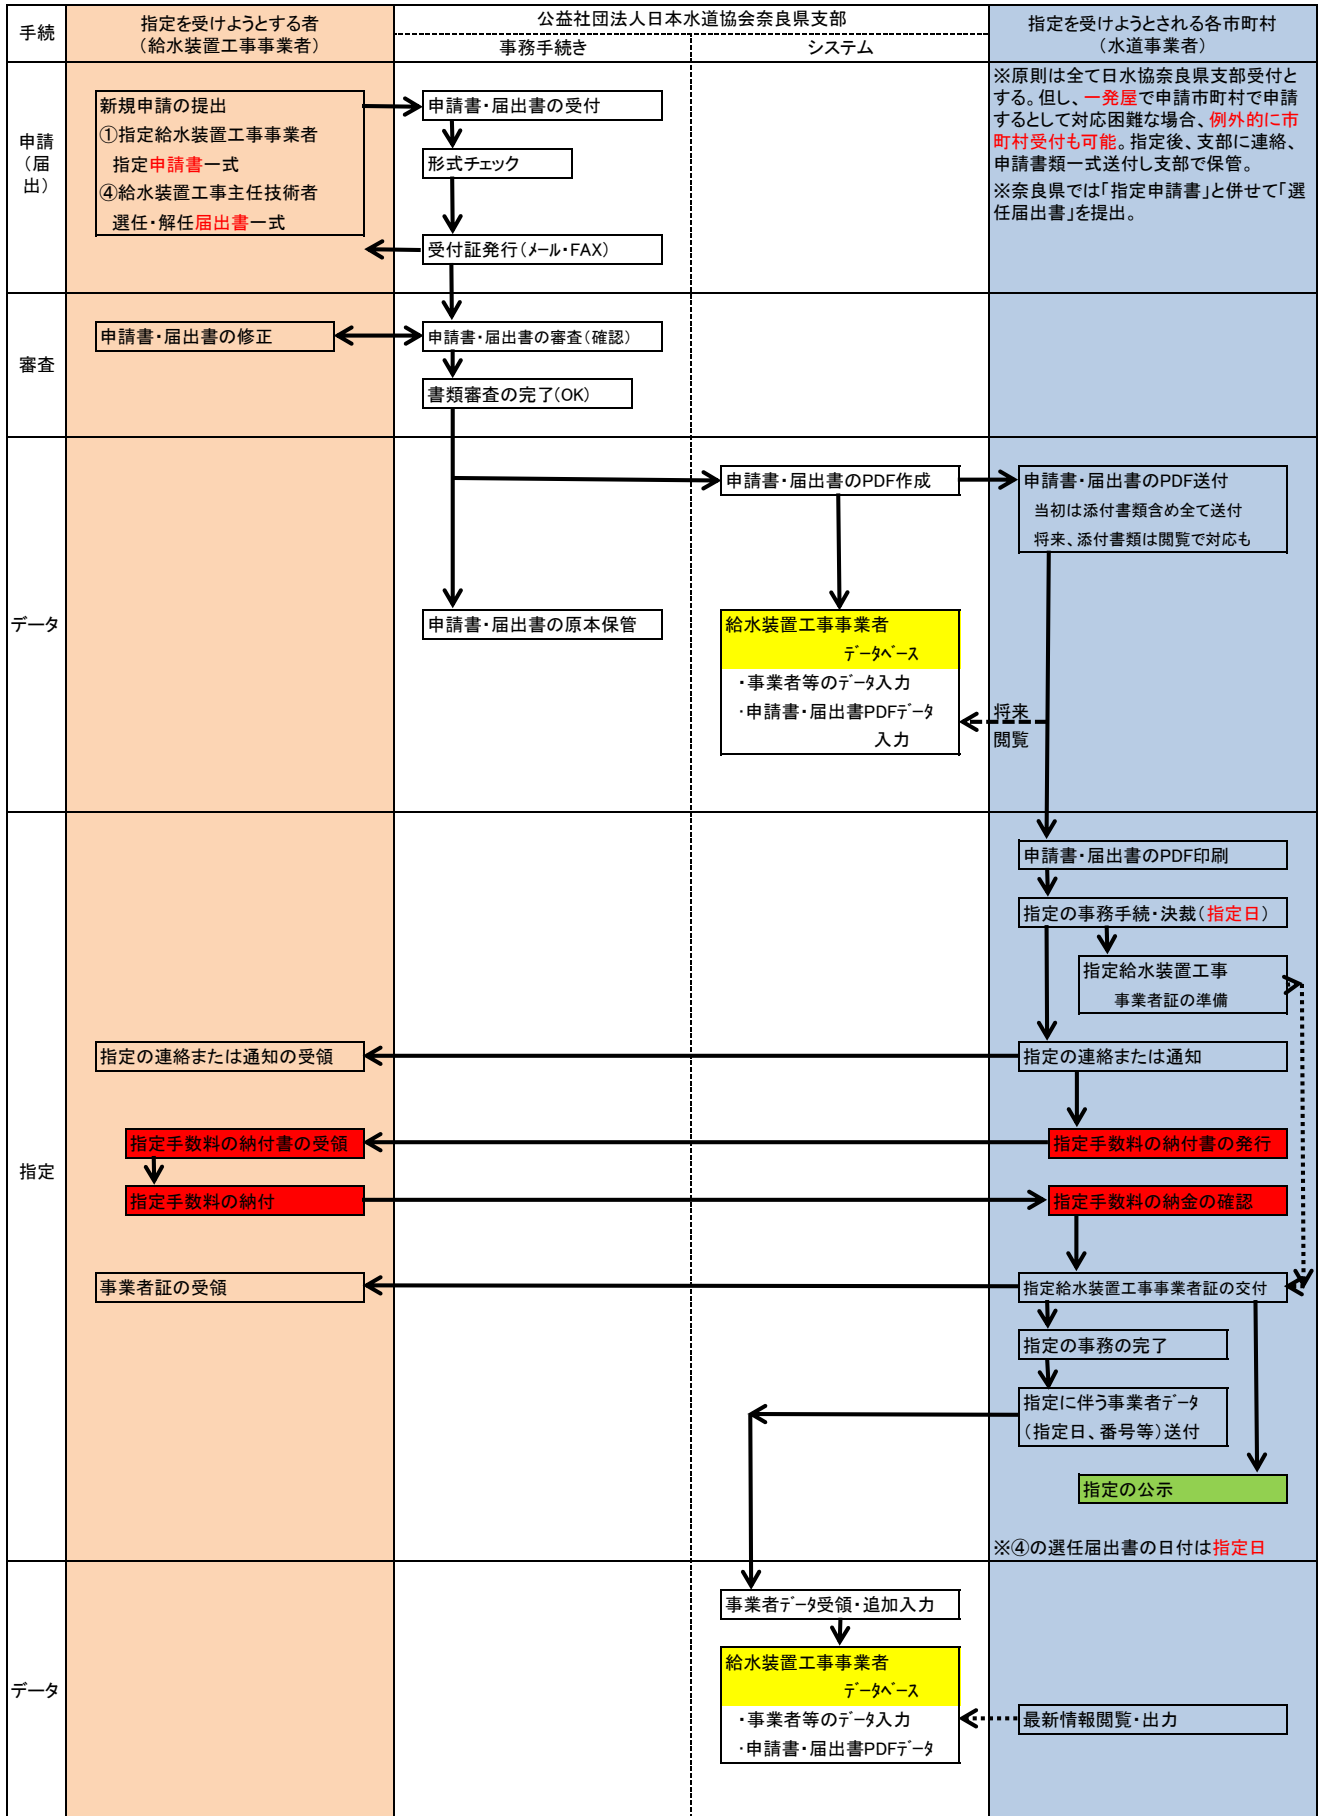 手続
指定を受けようとする者
（給水装置工事事業者）
公益社団法人日本水道協会奈良県支部
事務手続き
システム
指定を受けようとされる各市町村
（水道事業者）
申請
（届
出）
新規申請の提出
①指定給水装置工事事業者
指定申請書一式
④給水装置工事主任技術者
選任・解任届出書一式
申請書・届出書の受付
形式チェック
受付証発行（ﾒｰﾙ・FAX）
※原則は全て日水協奈良県支部受付と
する。但し、一発屋で申請市町村で申請
するとして対応困難な場合、例外的に市
町村受付も可能。指定後、支部に連絡、
申請書類一式送付し支部で保管。
※奈良県では「指定申請書」と併せて「選
任届出書」を提出。
審査
申請書・届出書の修正
申請書・届出書の審査（確認）
書類審査の完了（OK）
データ
申請書・届出書のPDF作成
申請書・届出書のPDF送付
当初は添付書類含め全て送付
将来、添付書類は閲覧で対応も
申請書・届出書の原本保管
給水装置工事事業者
ﾃﾞｰﾀﾍﾞｰｽ
・事業者等のﾃﾞｰﾀ入力
・申請書・届出書PDFﾃﾞｰﾀ
入力
将来
閲覧
指定
申請書・届出書のPDF印刷
指定の事務手続・決裁（指定日）
指定給水装置工事
事業者証の準備
指定の連絡または通知の受領
指定の連絡または通知
指定手数料の納付書の受領
指定手数料の納付書の発行
指定手数料の納付
指定手数料の納金の確認
事業者証の受領
指定給水装置工事事業者証の交付
指定の事務の完了
指定に伴う事業者ﾃﾞｰﾀ
（指定日、番号等）送付
指定の公示
※④の選任届出書の日付は指定日
データ
事業者ﾃﾞｰﾀ受領・追加入力
給水装置工事事業者
ﾃﾞｰﾀﾍﾞｰｽ
・事業者等のﾃﾞｰﾀ入力
・申請書・届出書PDFﾃﾞｰﾀ
最新情報閲覧・出力